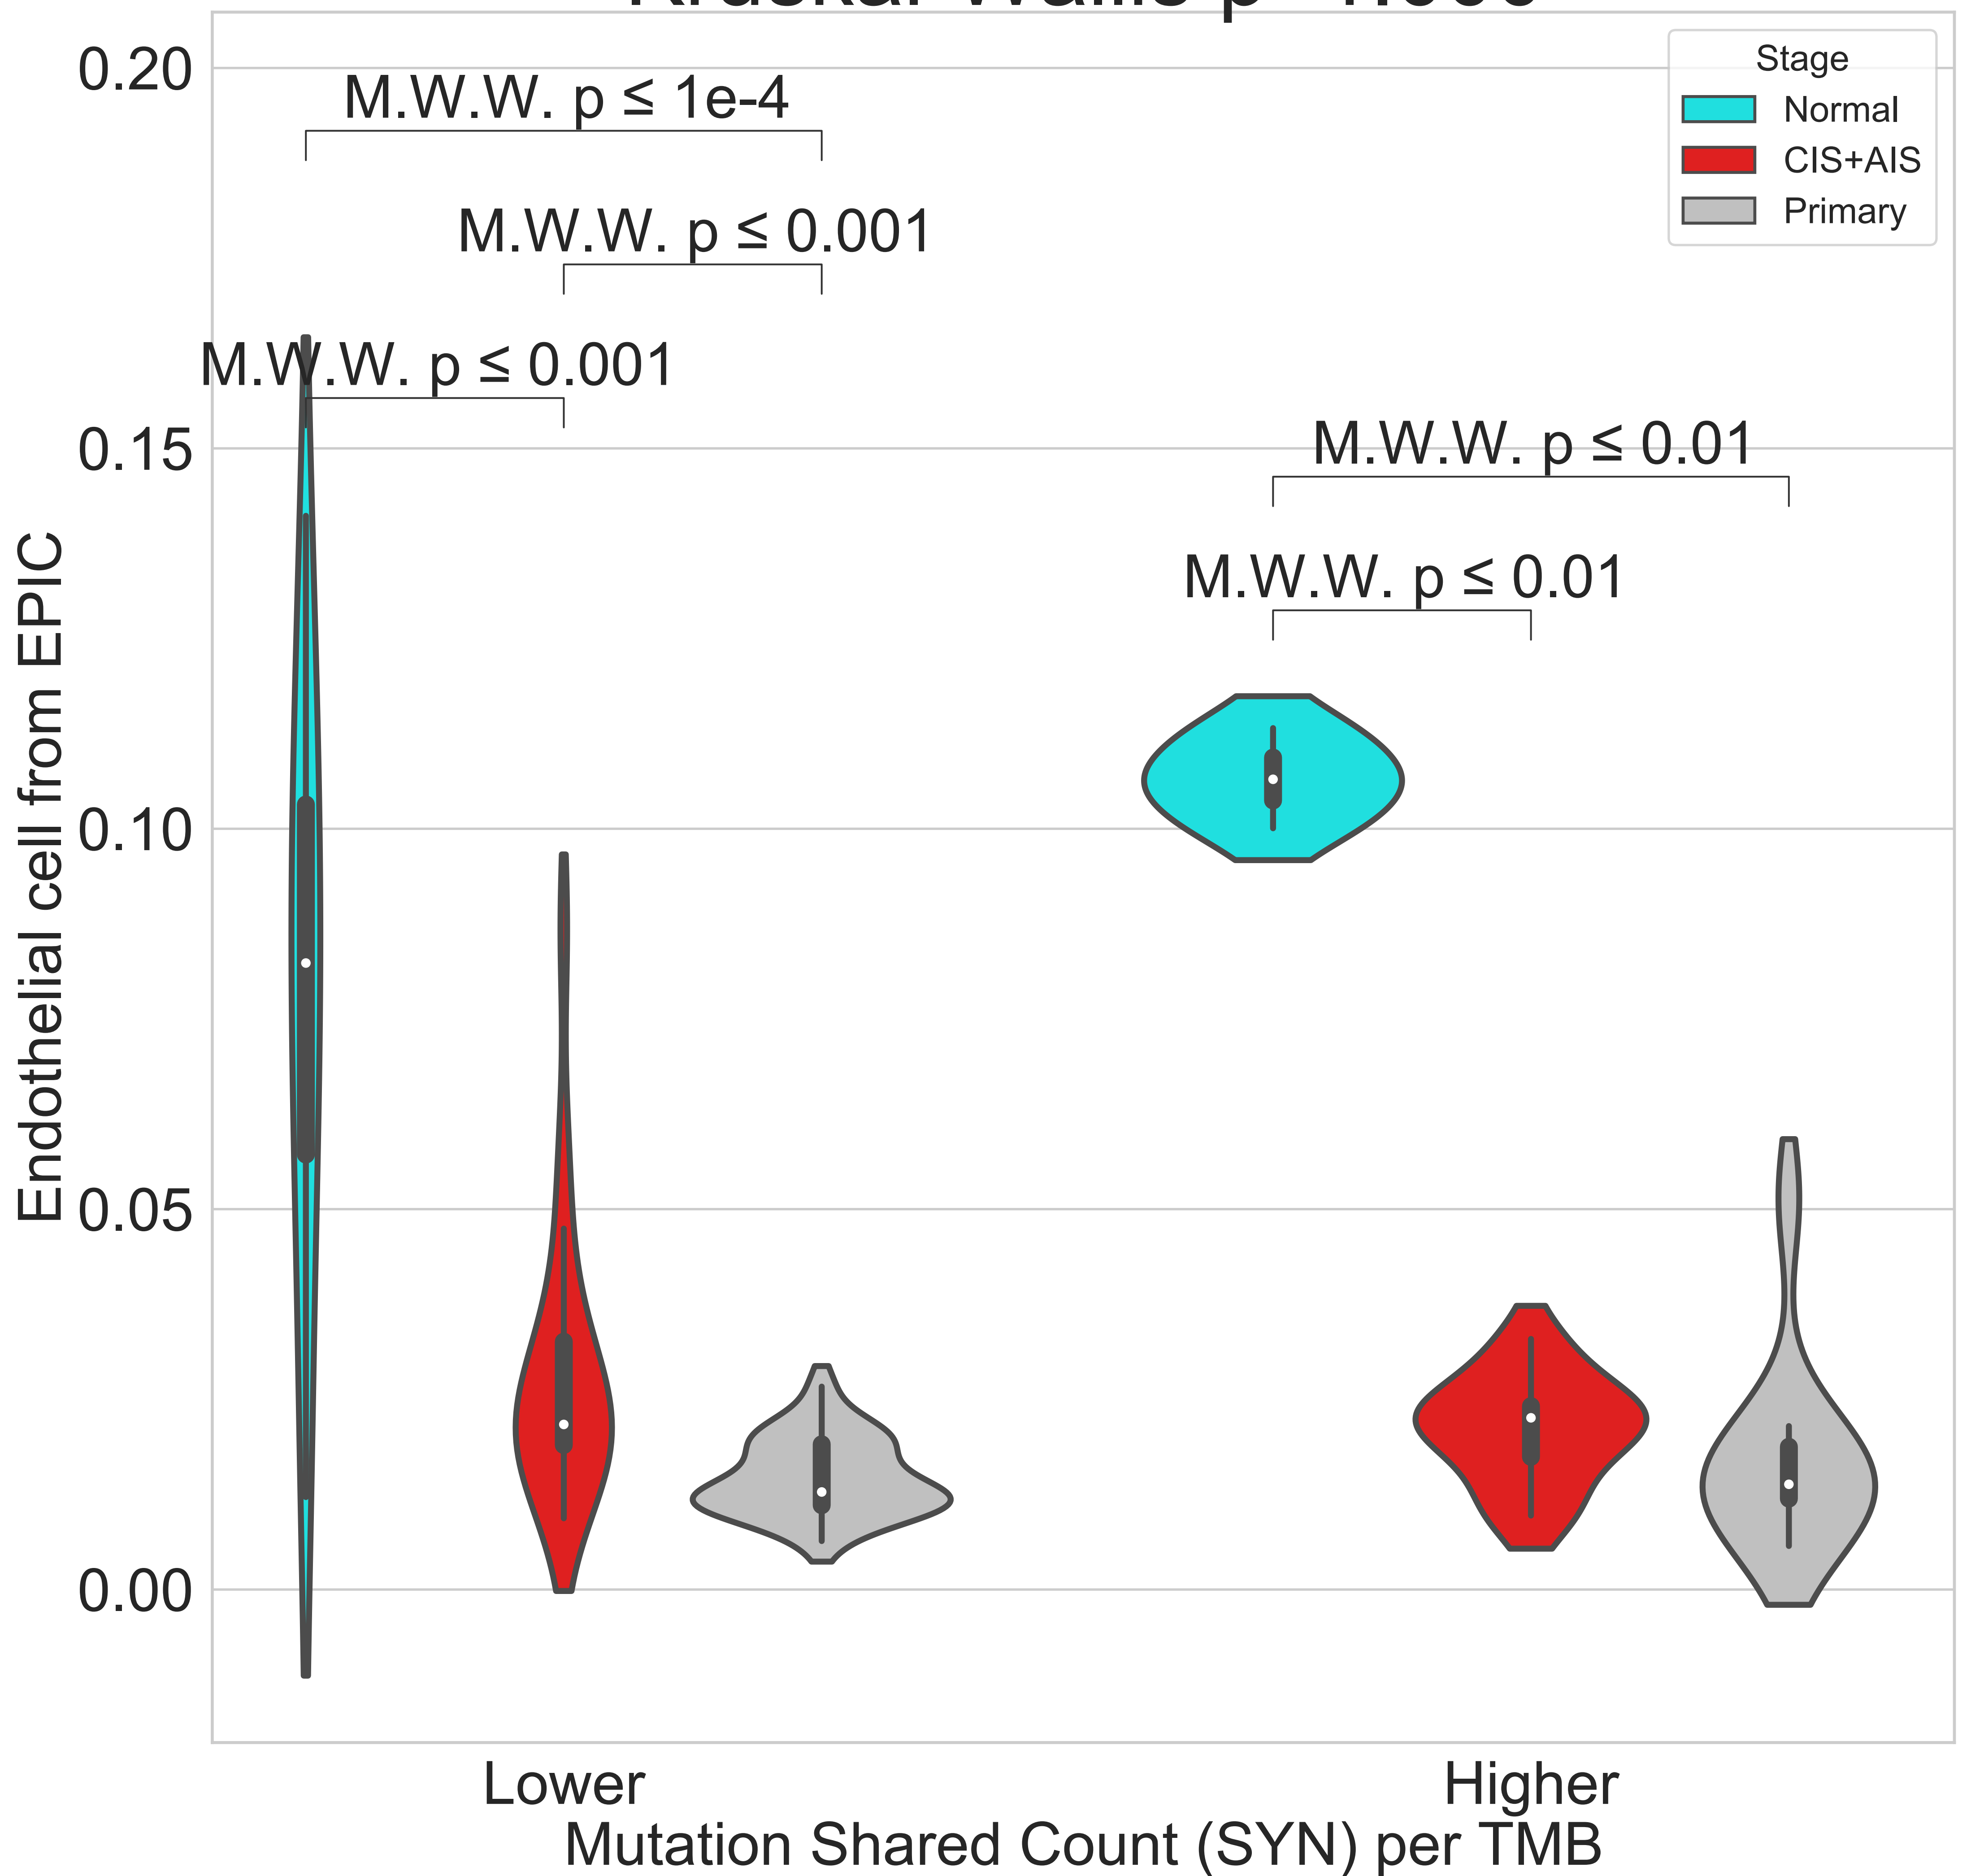 0.20
0.15
0.10
0.05
0.00
Endothelial cell from EPIC
M.W.W. p ≤ 1e-4
M.W.W. p ≤ 0.001
M.W.W. p ≤ 0.001
M.W.W. p ≤ 0.01
M.W.W. p ≤ 0.01
Stage
Normal
CIS+AIS
Primary
Lower
Higher
Mutation Shared Count (SYN) per TMB